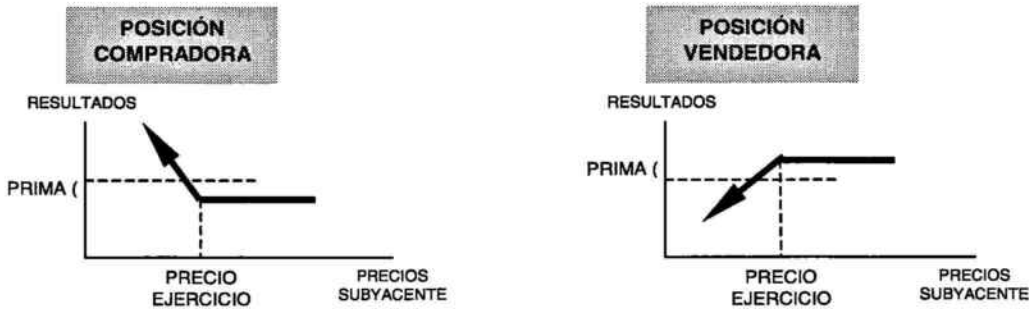 POSICIÓN
COMPRADORA
RESULTADOS
PRIMA (
PRECIO
EJERCICIO
PRECIOS
SUBYACENTE
POSICIÓN
VENDEDORA
RESULTADOS
PRIMA (
PRECIO
EJERCICIO
PRECIOS
SUBYACENTE